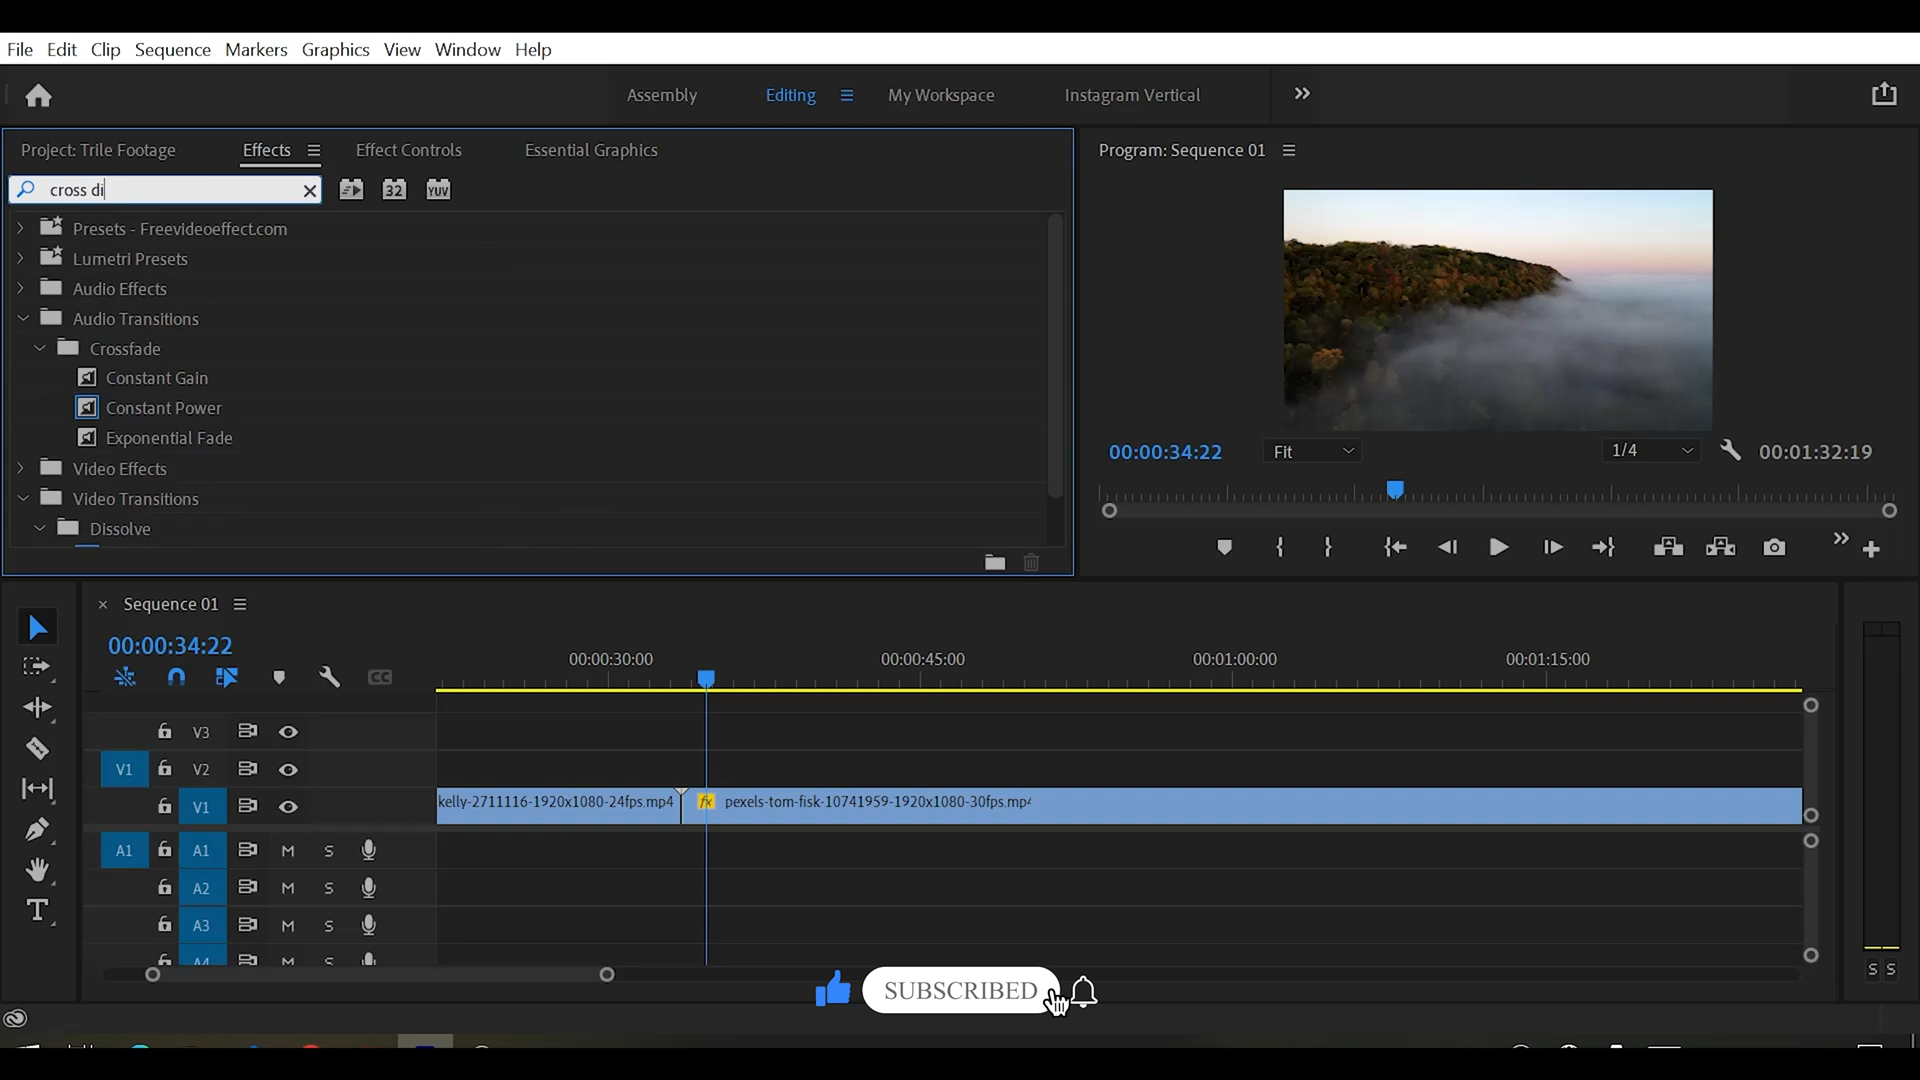 File Edit Clip Sequence Markers Graphics View Window Help
Assembly Editing My Workspace Instagram Vertical
Project: Trile Footage Effects Effect Controls Essential Graphics
Program: Sequence 01
cross di
32 YUV
Presets - Freevideoeffect.com
Lumetri Presets
Audio Effects
Audio Transitions
Crossfade
Constant Gain
Constant Power
Exponential Fade
Video Effects
Video Transitions
Dissolve
00:00:34:22 Fit 1/4 00:01:32:19
Sequence 01
00:00:34:22
00:00:30:00 00:00:45:00 00:01:00:00 00:01:15:00
CC
V3
V1 V2
V1
kelly-2711116-1920x1080-24fps.mp4 fx pexels-tom-fisk-10741959-1920x1080-30fps.mp4
A1 A1 M S
A2 M S
A3 M S
A4 M S
SUBSCRIBED
S S